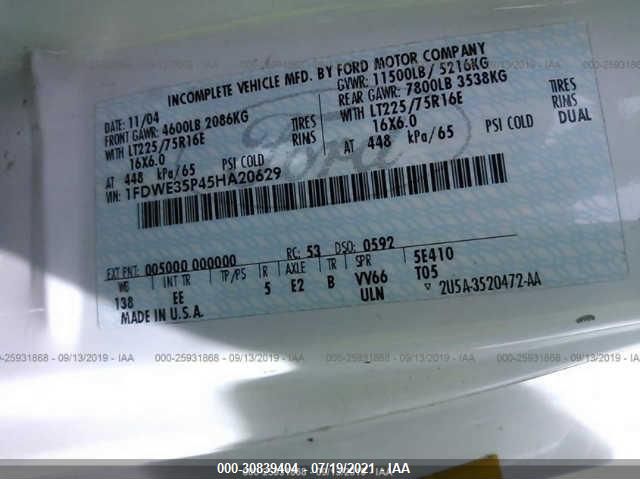 INCOMPLETE VEHICLE MFD. BY FORD MOTOR COMPANY
DATE: 11/04 GVWR: 11500LB / 5216KG
FRONT GAWR: 4600LB 2086KG REAR GAWR: 7800LB 3538KG
WITH LT225/75R16E TIRES WITH LT225/75R16E TIRES
16X6.0 RINS 16X6.0 RINS
AT 448 kPa/65 PSI COLD AT 448 kPa/65 PSI COLD DUAL
VIN: 1FDWE35P45HA20629
Ford
EXT PNT: 005000 000000 RC: 53 DSO: 0592
WB INT TR TP/PS R AXLE TR SPR 5E410
138 EE 5 E2 B VV66 T05
MADE IN U.S.A. ULN 2U5A-3520472-AA
000-25931868 - 09/13/2019 - IAA
000-30839404 - 07/19/2021 - IAA